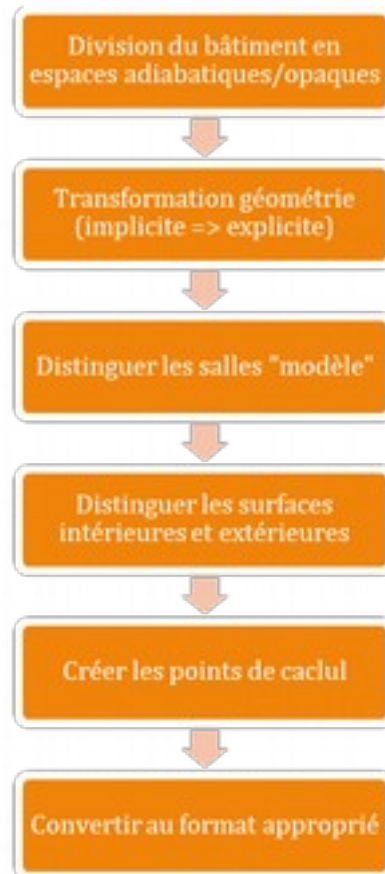 Division du bâtiment en
espaces adiabatiques/opaques
Transformation géométrie
(implicite => explicite)
Distinguer les salles "modèle"
Distinguer les surfaces
intérieures et extérieures
Créer les points de caclul
Convertir au format approprié